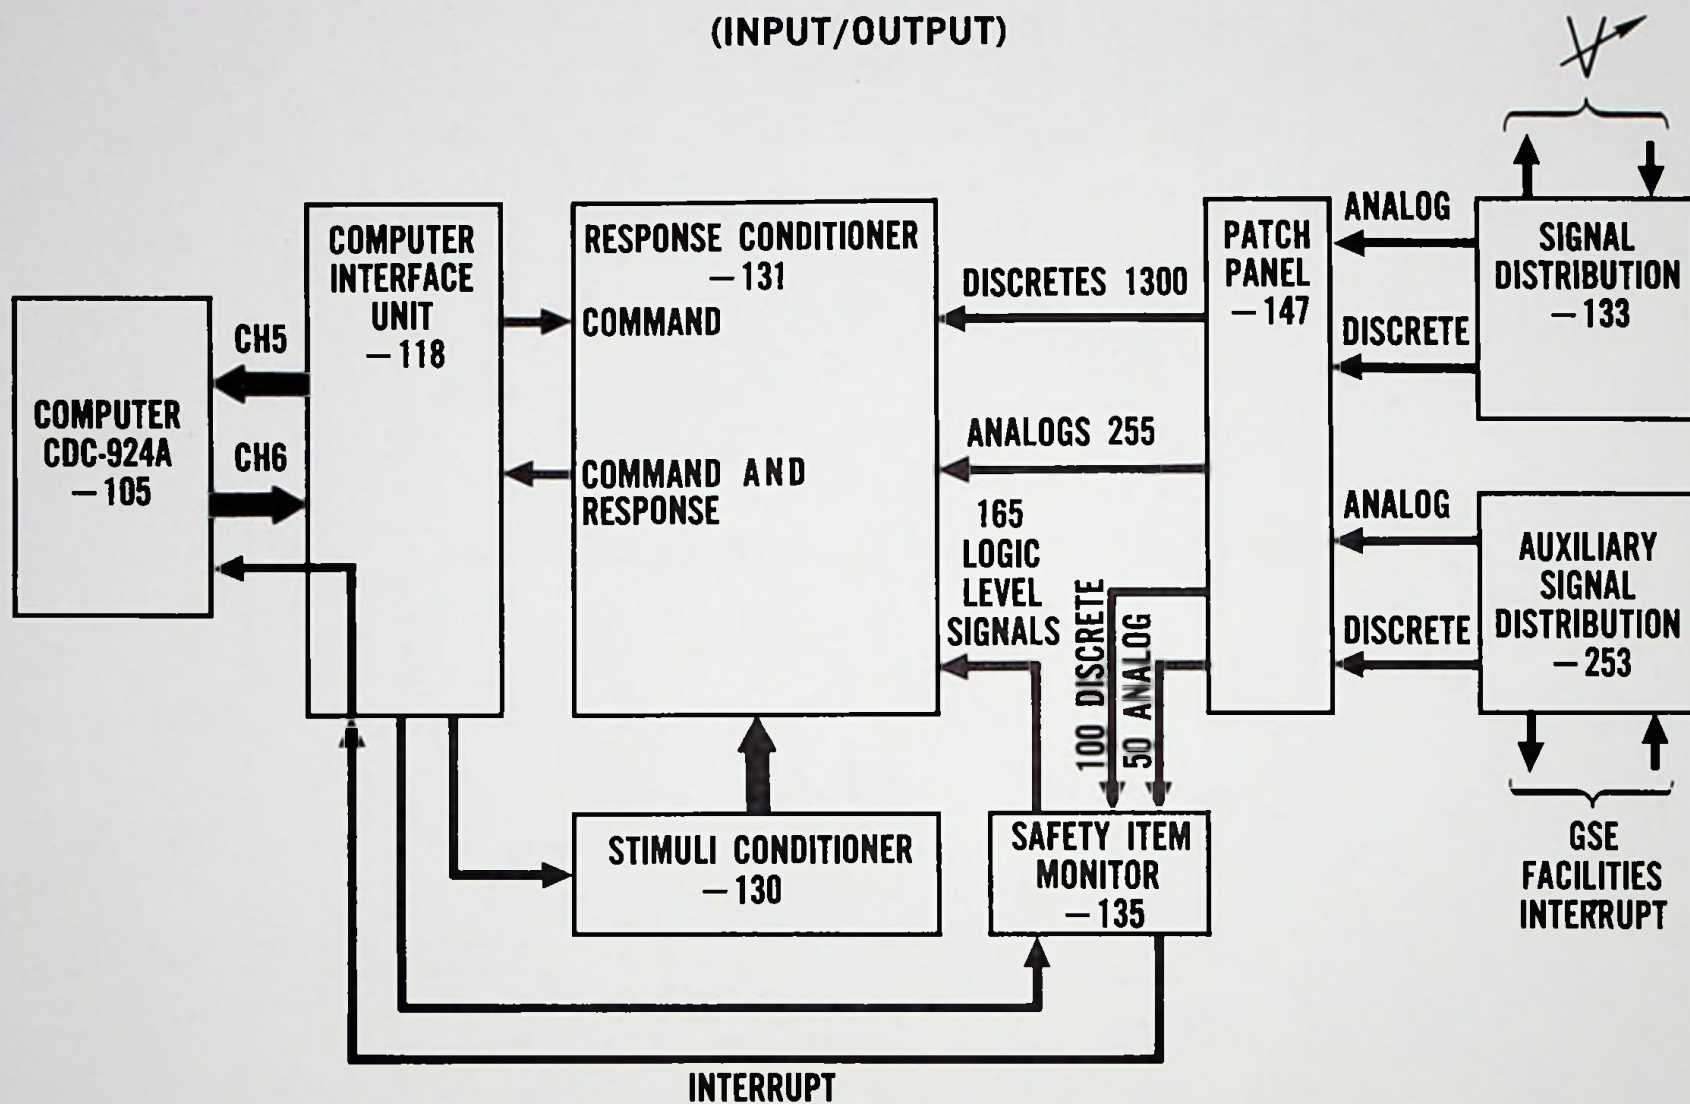 (INPUT/OUTPUT)
COMPUTER
CDC-924A
—105
CH5
CH6
COMPUTER
INTERFACE
UNIT
—118
RESPONSE CONDITIONER
—131
COMMAND
COMMAND AND
RESPONSE
DISCRETES 1300
ANALOGS 255
165
LOGIC
LEVEL
SIGNALS
100 DISCRETE
50 ANALOG
PATCH
PANEL
—147
ANALOG
DISCRETE
SIGNAL
DISTRIBUTION
—133
ANALOG
DISCRETE
AUXILIARY
SIGNAL
DISTRIBUTION
—253
GSE
FACILITIES
INTERRUPT
STIMULI CONDITIONER
—130
SAFETY ITEM
MONITOR
—135
INTERRUPT